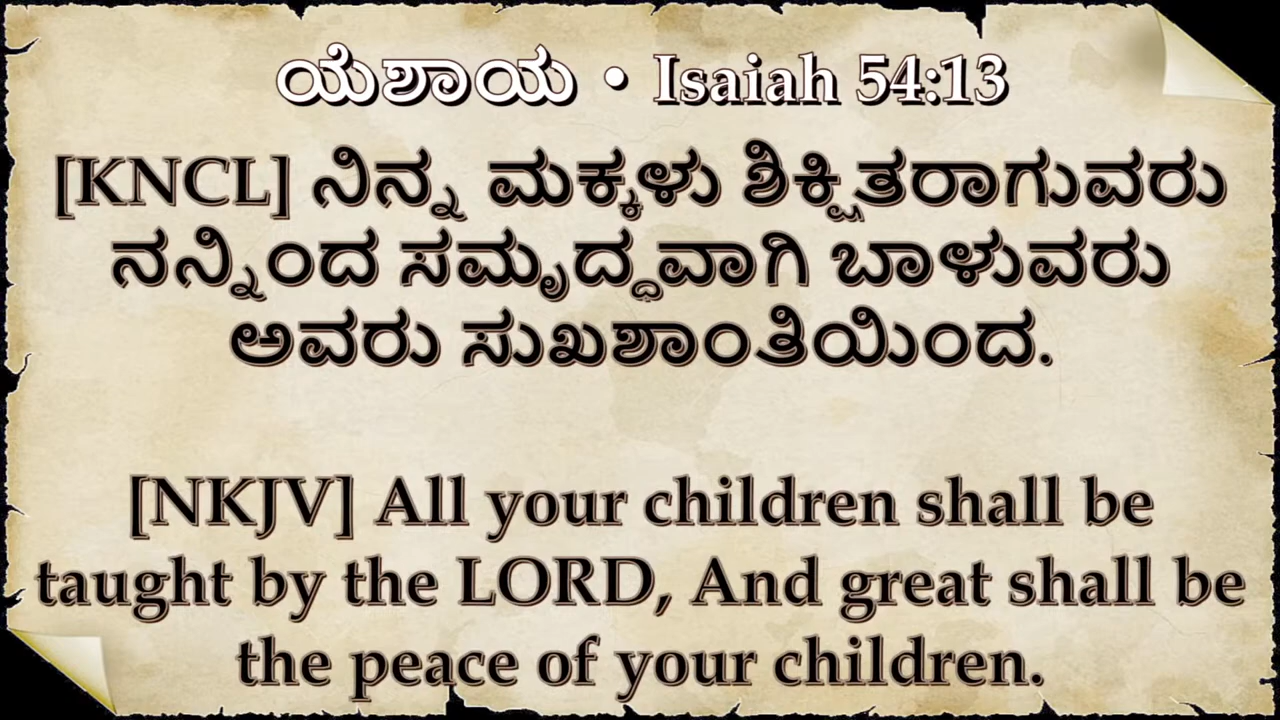 ಯೆಶಾಯ • Isaiah 54:13
[KNCL] ನಿನ್ನ ಮಕ್ಕಳು ಶಿಕ್ಷಿತರಾಗುವರು
ನನ್ನಿಂದ ಸಮೃದ್ಧವಾಗಿ ಬಾಳುವರು
ಅವರು ಸುಖಶಾಂತಿಯಿಂದ.
[NKJV] All your children shall be
taught by the LORD, And great shall be
the peace of your children.